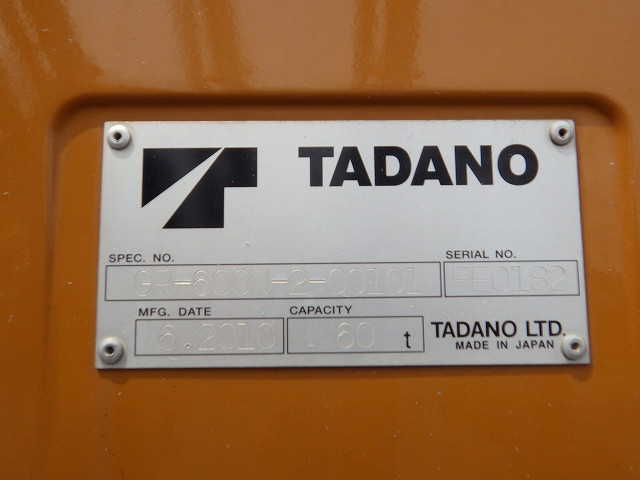 TADANO
SPEC. NO.
GR-600N-2-00101
SERIAL NO.
FF0182
MFG. DATE
6.2010
CAPACITY
60 t
TADANO LTD.
MADE IN JAPAN